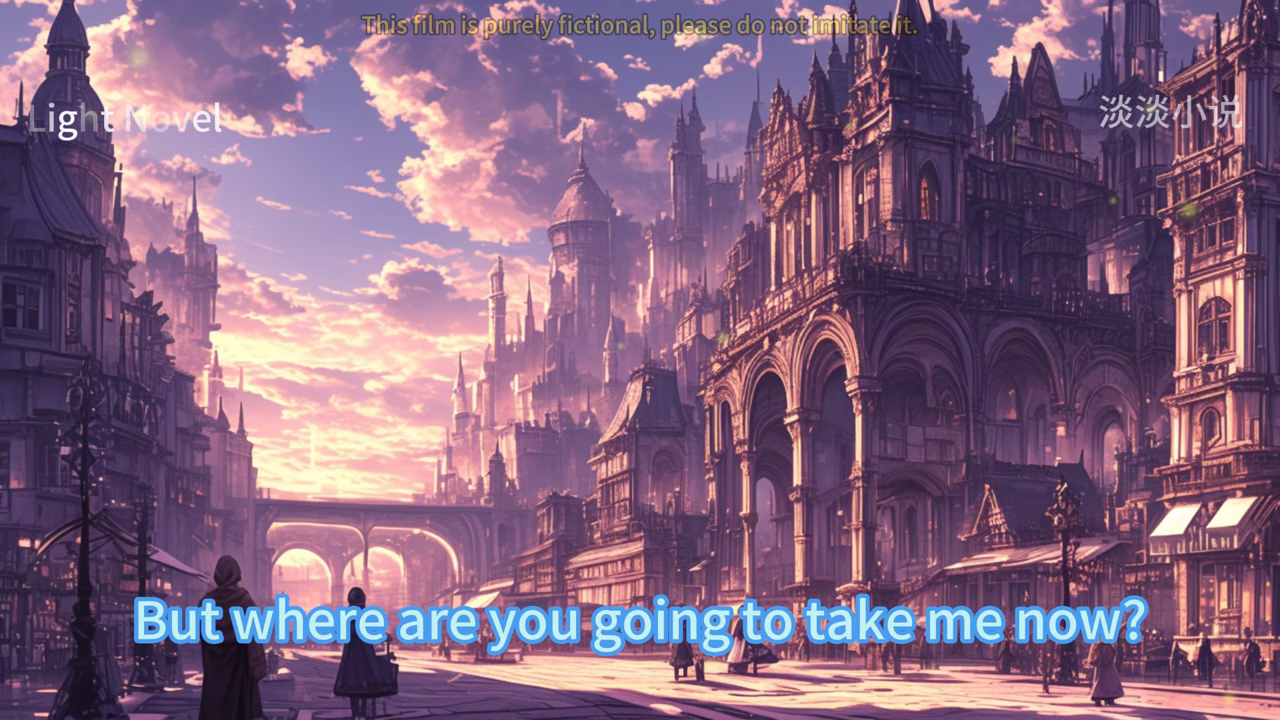 This film is purely fictional, please do not imitate it.
Light Novel
淡淡小说
But where are you going to take me now?